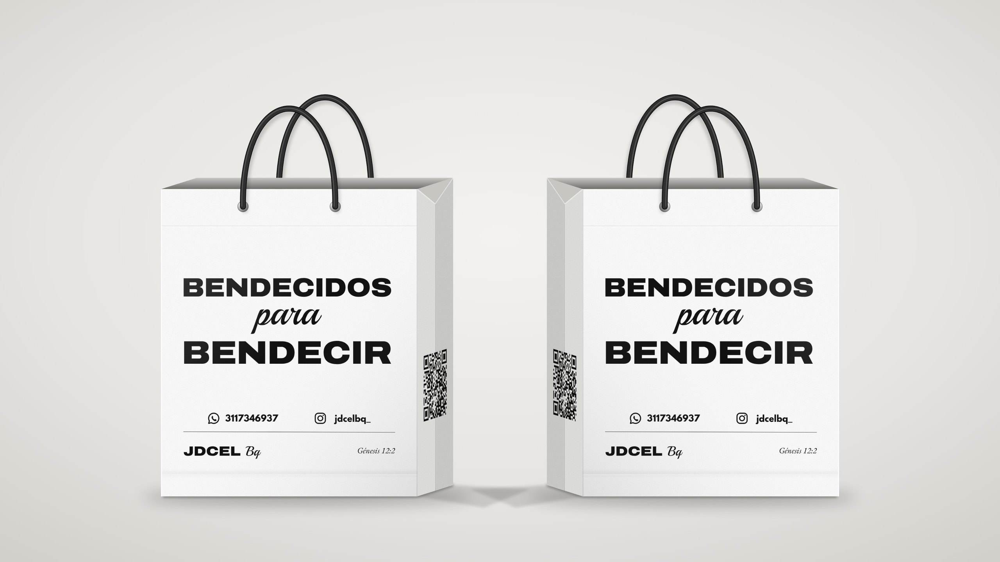 BENDECIDOS
para
BENDECIR
3117346937 jdcelbq_
JDCEL Bq Génesis 12:2
BENDECIDOS
para
BENDECIR
3117346937 jdcelbq_
JDCEL Bq Génesis 12:2